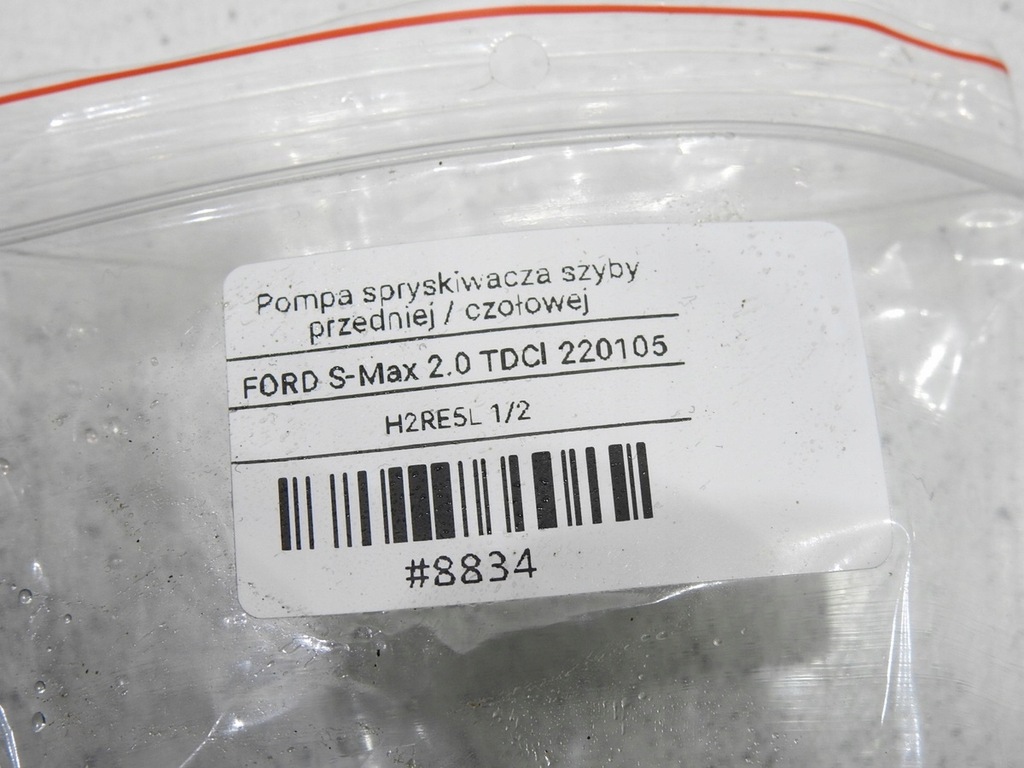 Pompa spryskiwacza szyby
przedniej / czołowej
FORD S-Max 2.0 TDCI 220105
H2RE5L 1/2
#8834